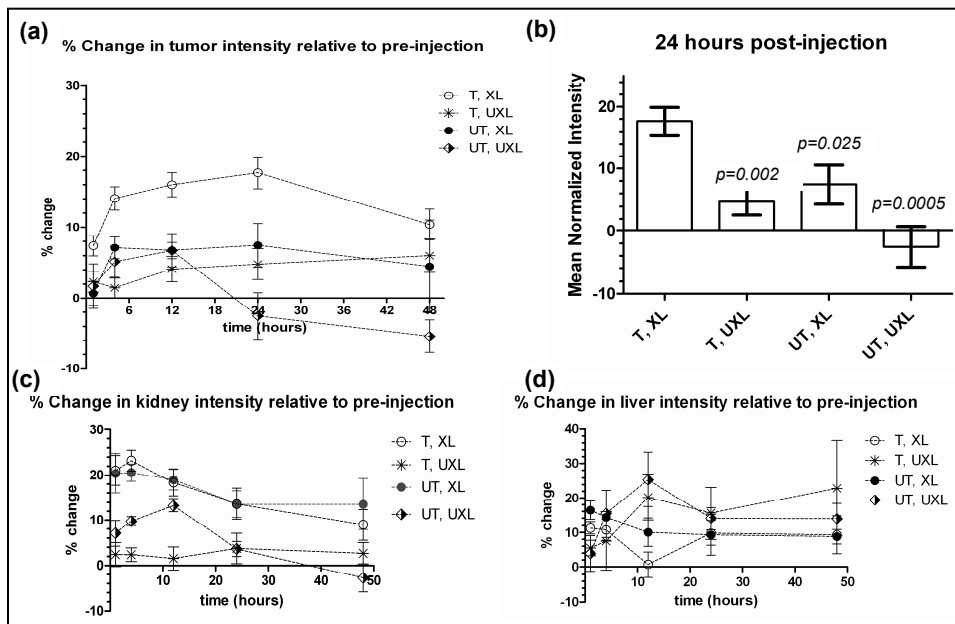 (a)
% Change in tumor intensity relative to pre-injection
30
20
10
0
-10
% change
6 12 18 24 30 36 42 48
time (hours)
T, XL
T, UXL
UT, XL
UT, UXL
(b)
24 hours post-injection
Mean Normalized Intensity
20
10
0
-10
p=0.002
p=0.025
p=0.0005
T, XL
T, UXL
UT, XL
UT, UXL
(c)
% Change in kidney intensity relative to pre-injection
30
20
10
0
-10
% change
10 20 30 40 50
time (hours)
T, XL
T, UXL
UT, XL
UT, UXL
(d)
% Change in liver intensity relative to pre-injection
40
30
20
10
0
-10
% change
10 20 30 40 50
time (hours)
T, XL
T, UXL
UT, XL
UT, UXL